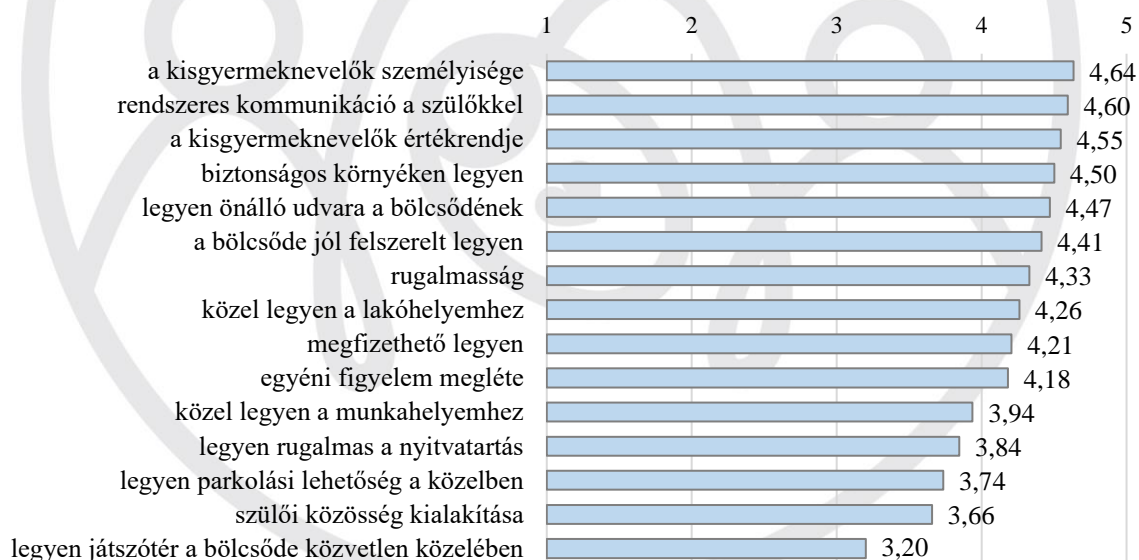 1 2 3 4 5
a kisgyermeknevelők személyisége 4,64
rendszeres kommunikáció a szülőkkel 4,60
a kisgyermeknevelők értékrendje 4,55
biztonságos környéken legyen 4,50
legyen önálló udvara a bölcsődének 4,47
a bölcsőde jól felszerelt legyen 4,41
rugalmasság 4,33
közel legyen a lakóhelyemhez 4,26
megfizethető legyen 4,21
egyéni figyelem megléte 4,18
közel legyen a munkahelyemhez 3,94
legyen rugalmas a nyitvatartás 3,84
legyen parkolási lehetőség a közelben 3,74
szülői közösség kialakítása 3,66
legyen játszótér a bölcsőde közvetlen közelében 3,20